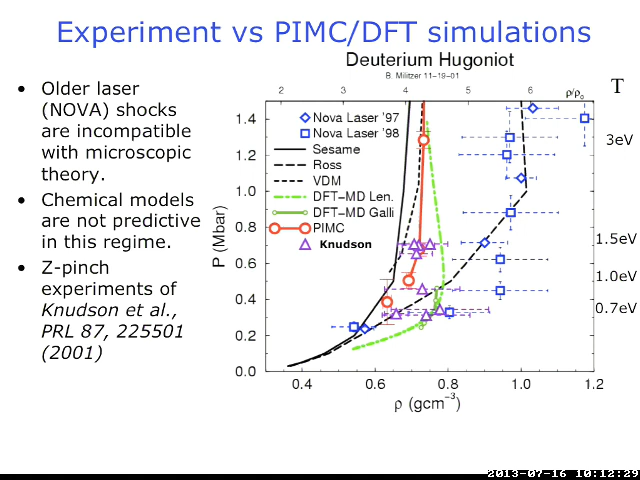 Experiment vs PIMC/DFT simulations
• Older laser
(NOVA) shocks
are incompatible
with microscopic
theory.
• Chemical models
are not predictive
in this regime.
• Z-pinch
experiments of
Knudson et al.,
PRL 87, 225501
(2001)
Deuterium Hugoniot
B. Militzer 11-19-01
2 3 4 5 6 ρ/ρ₀
T
Nova Laser '97
Nova Laser '98
Sesame
Ross
VDM
DFT-MD Len.
DFT-MD Galli
PIMC
Knudson
P (Mbar)
1.4
1.2
1.0
0.8
0.6
0.4
0.2
0.0
3eV
1.5eV
1.0eV
0.7eV
0.4 0.6 0.8 1.0 1.2
ρ (gcm⁻³)
2013-07-16 10:12:29